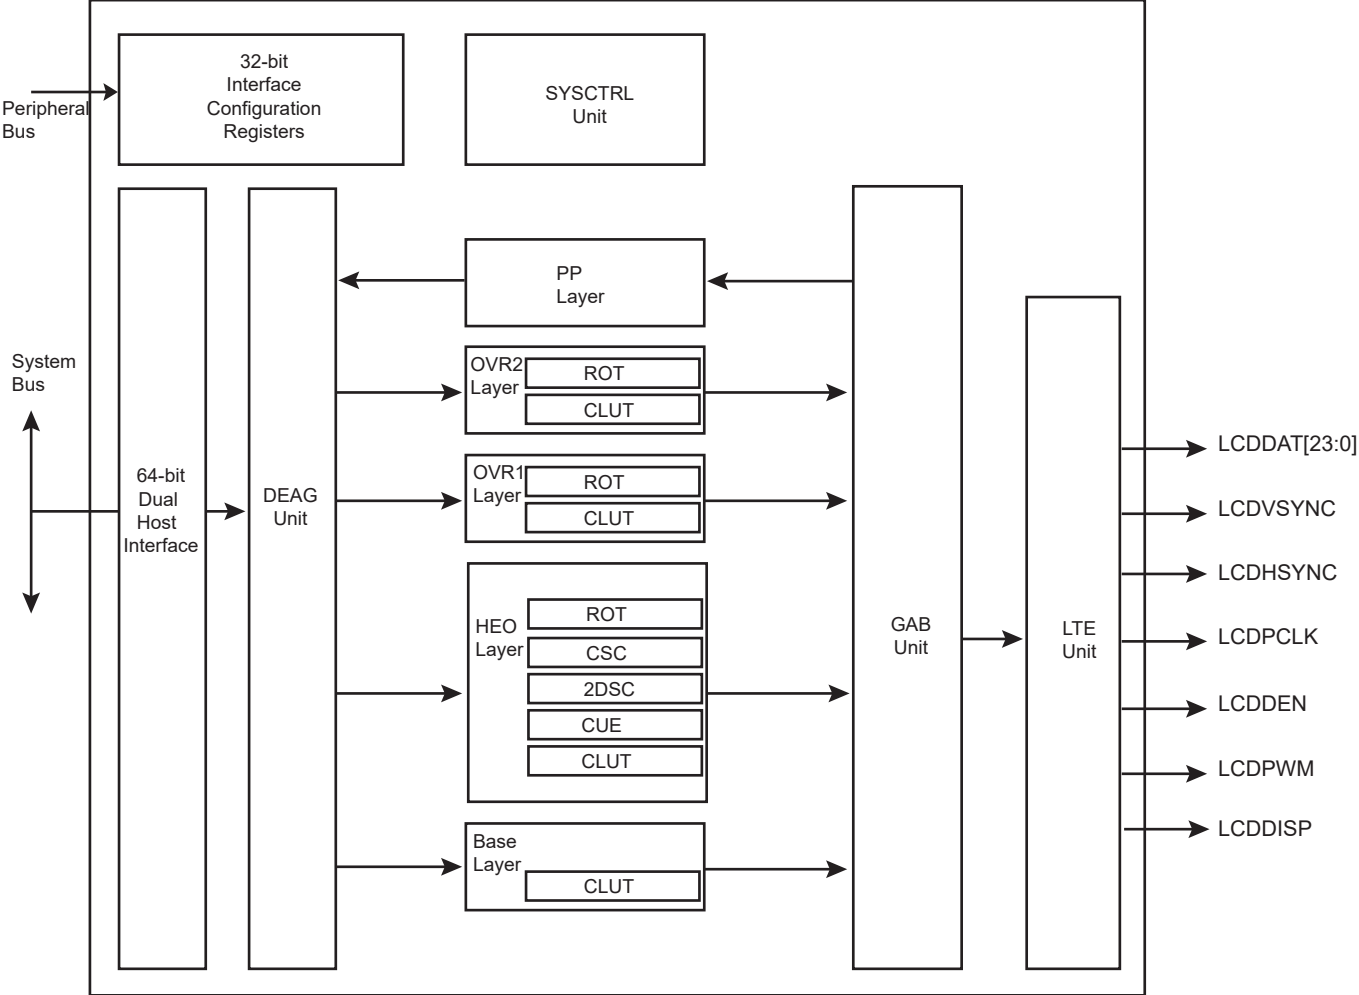 32-bit
Interface
Configuration
Registers
SYSCTRL
Unit
Peripheral
Bus
PP
Layer
System
Bus
OVR2
Layer
ROT
CLUT
64-bit
Dual
Host
Interface
DEAG
Unit
OVR1
Layer
ROT
CLUT
HEO
Layer
ROT
CSC
2DSC
CUE
CLUT
Base
Layer
CLUT
GAB
Unit
LTE
Unit
LCDDAT[23:0]
LCDVSYNC
LCDHSYNC
LCDPCLK
LCDDEN
LCDPWM
LCDDISP